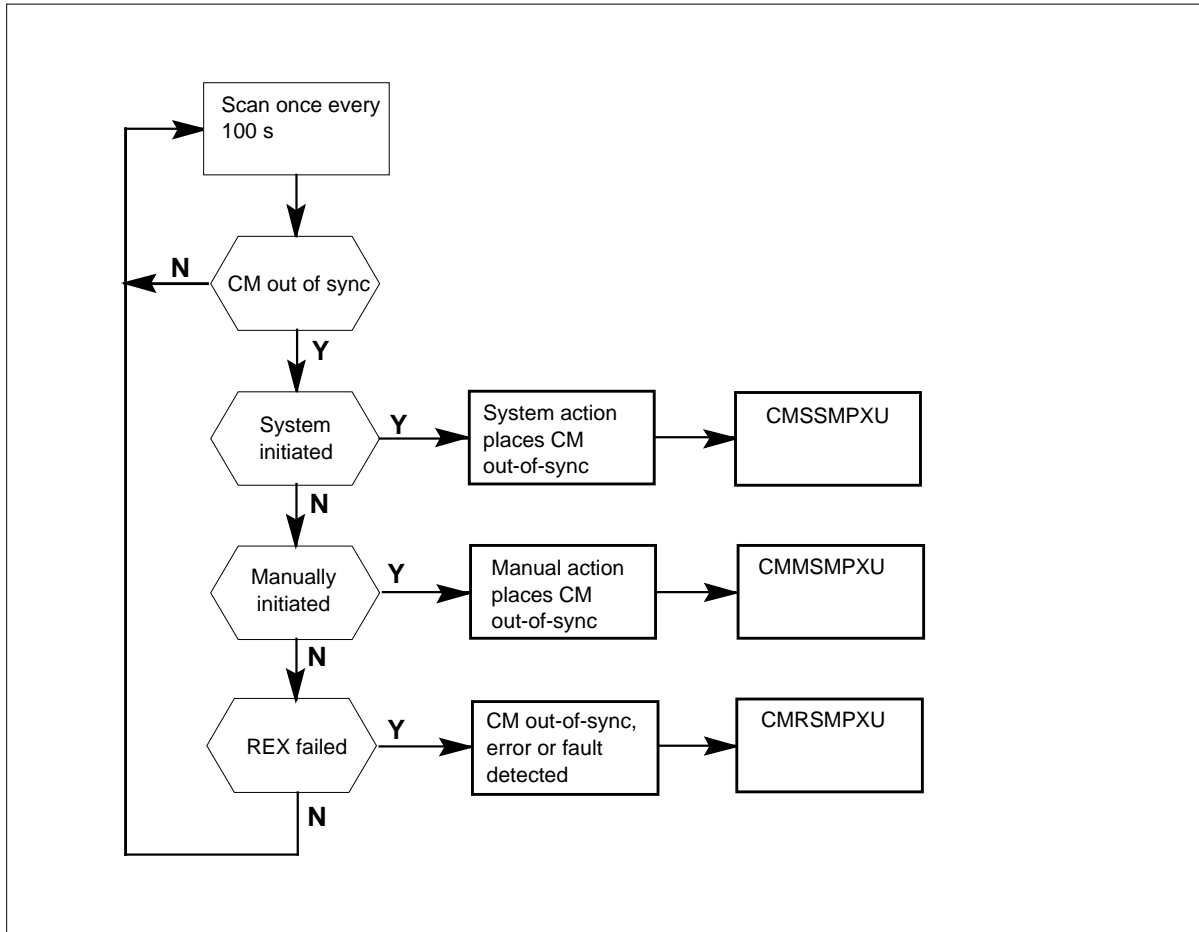 Scan once every
100 s
N
CM out of sync
Y
System
initiated
Y
System action
places CM
out-of-sync
CMSSMPXU
N
Manually
initiated
Y
Manual action
places CM
out-of-sync
CMMSMPXU
N
REX failed
Y
CM out-of-sync,
error or fault
detected
CMRSMPXU
N